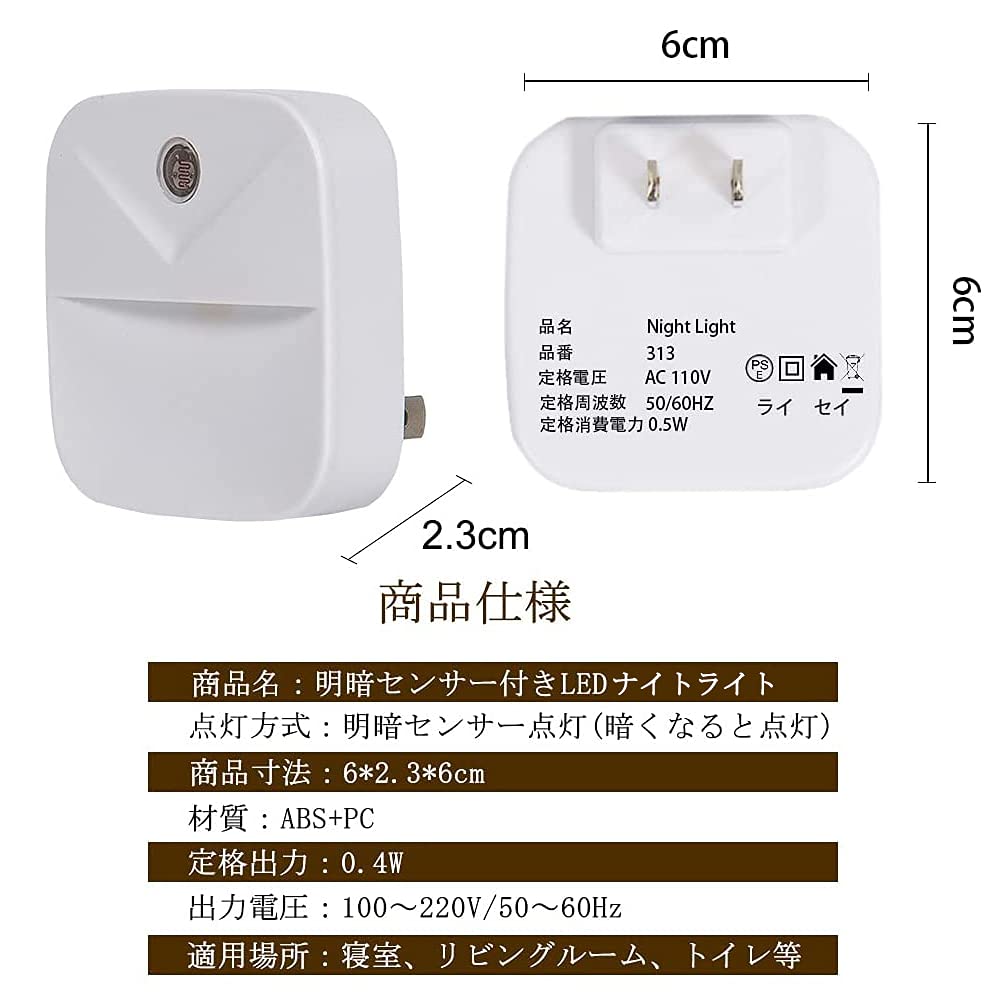 6cm
6cm
品名 Night Light
品番 313
定格電圧 AC 110V
定格周波数 50/60HZ
定格消費電力 0.5W
PS
E
ライ セイ
2.3cm
商品仕様
商品名：明暗センサー付きLEDナイトライト
点灯方式：明暗センサー点灯(暗くなると点灯)
商品寸法：6*2.3*6cm
材質：ABS+PC
定格出力：0.4W
出力電圧：100～220V/50～60Hz
適用場所：寝室、リビングルーム、トイレ等